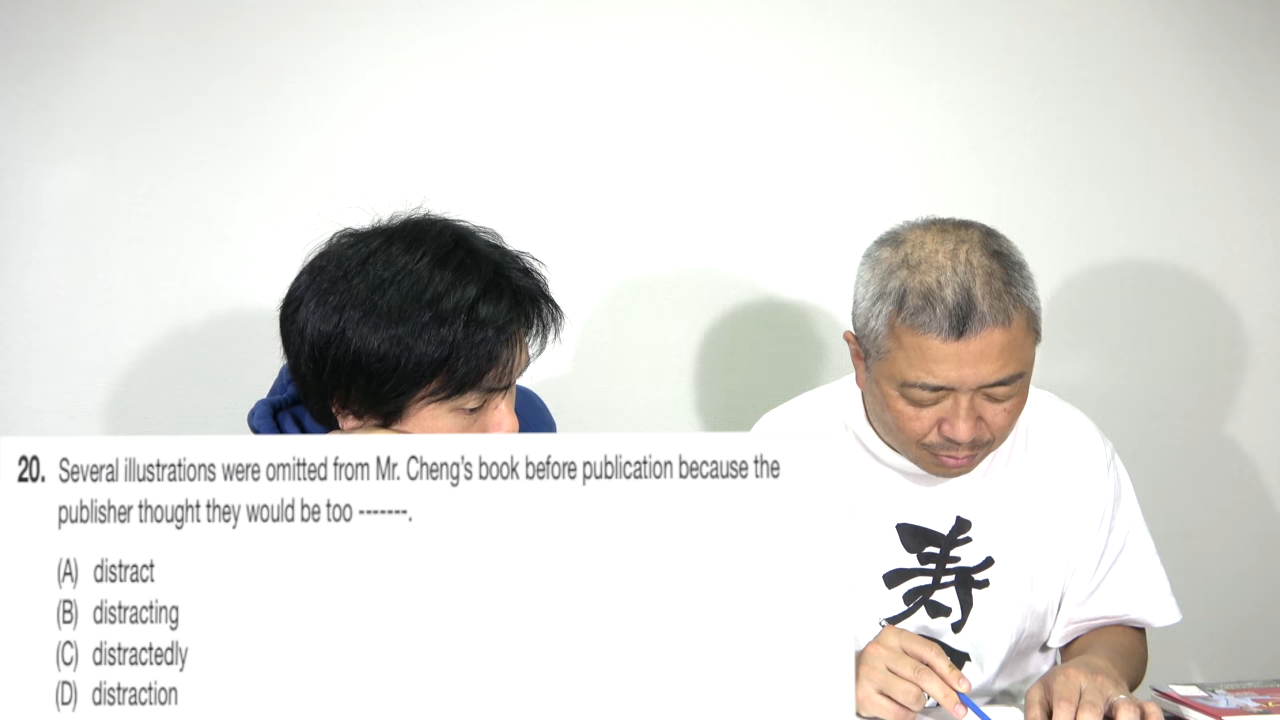 20. Several illustrations were omitted from Mr. Cheng's book before publication because the
publisher thought they would be too -------.
(A) distract
(B) distracting
(C) distractedly
(D) distraction
寿